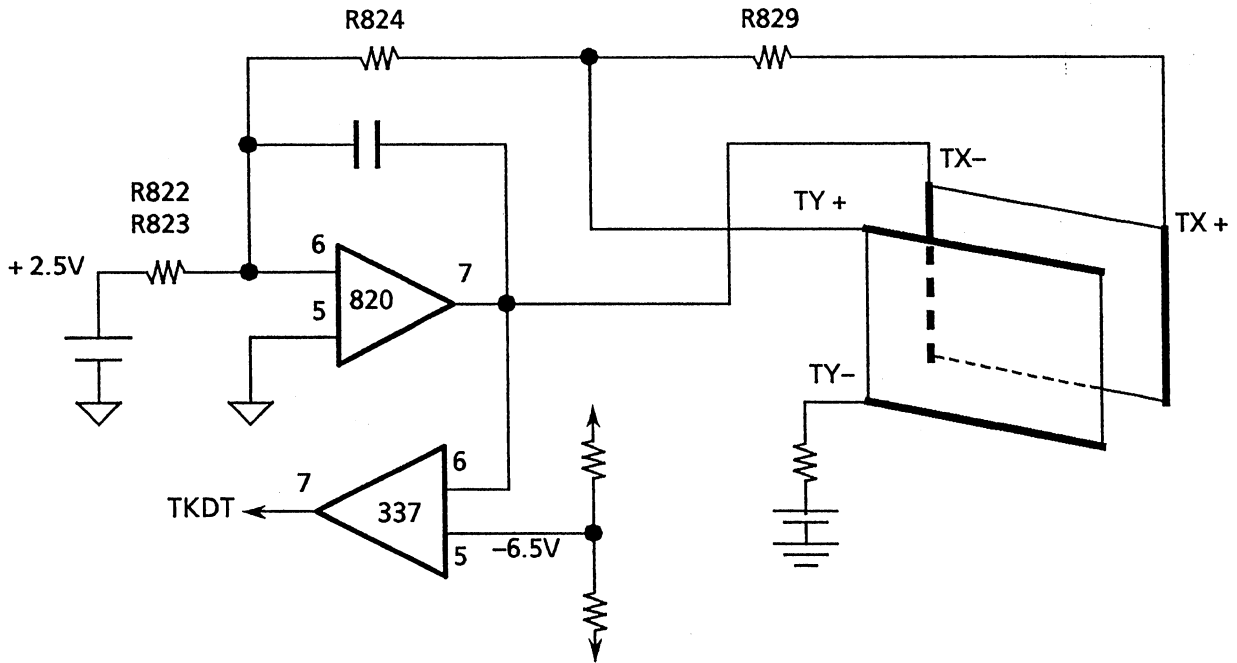 R824
R829
TX–
R822
R823
TY +
TX +
+ 2.5V
6
7
820
5
TY–
6
7
TKDT
337
–6.5V
5